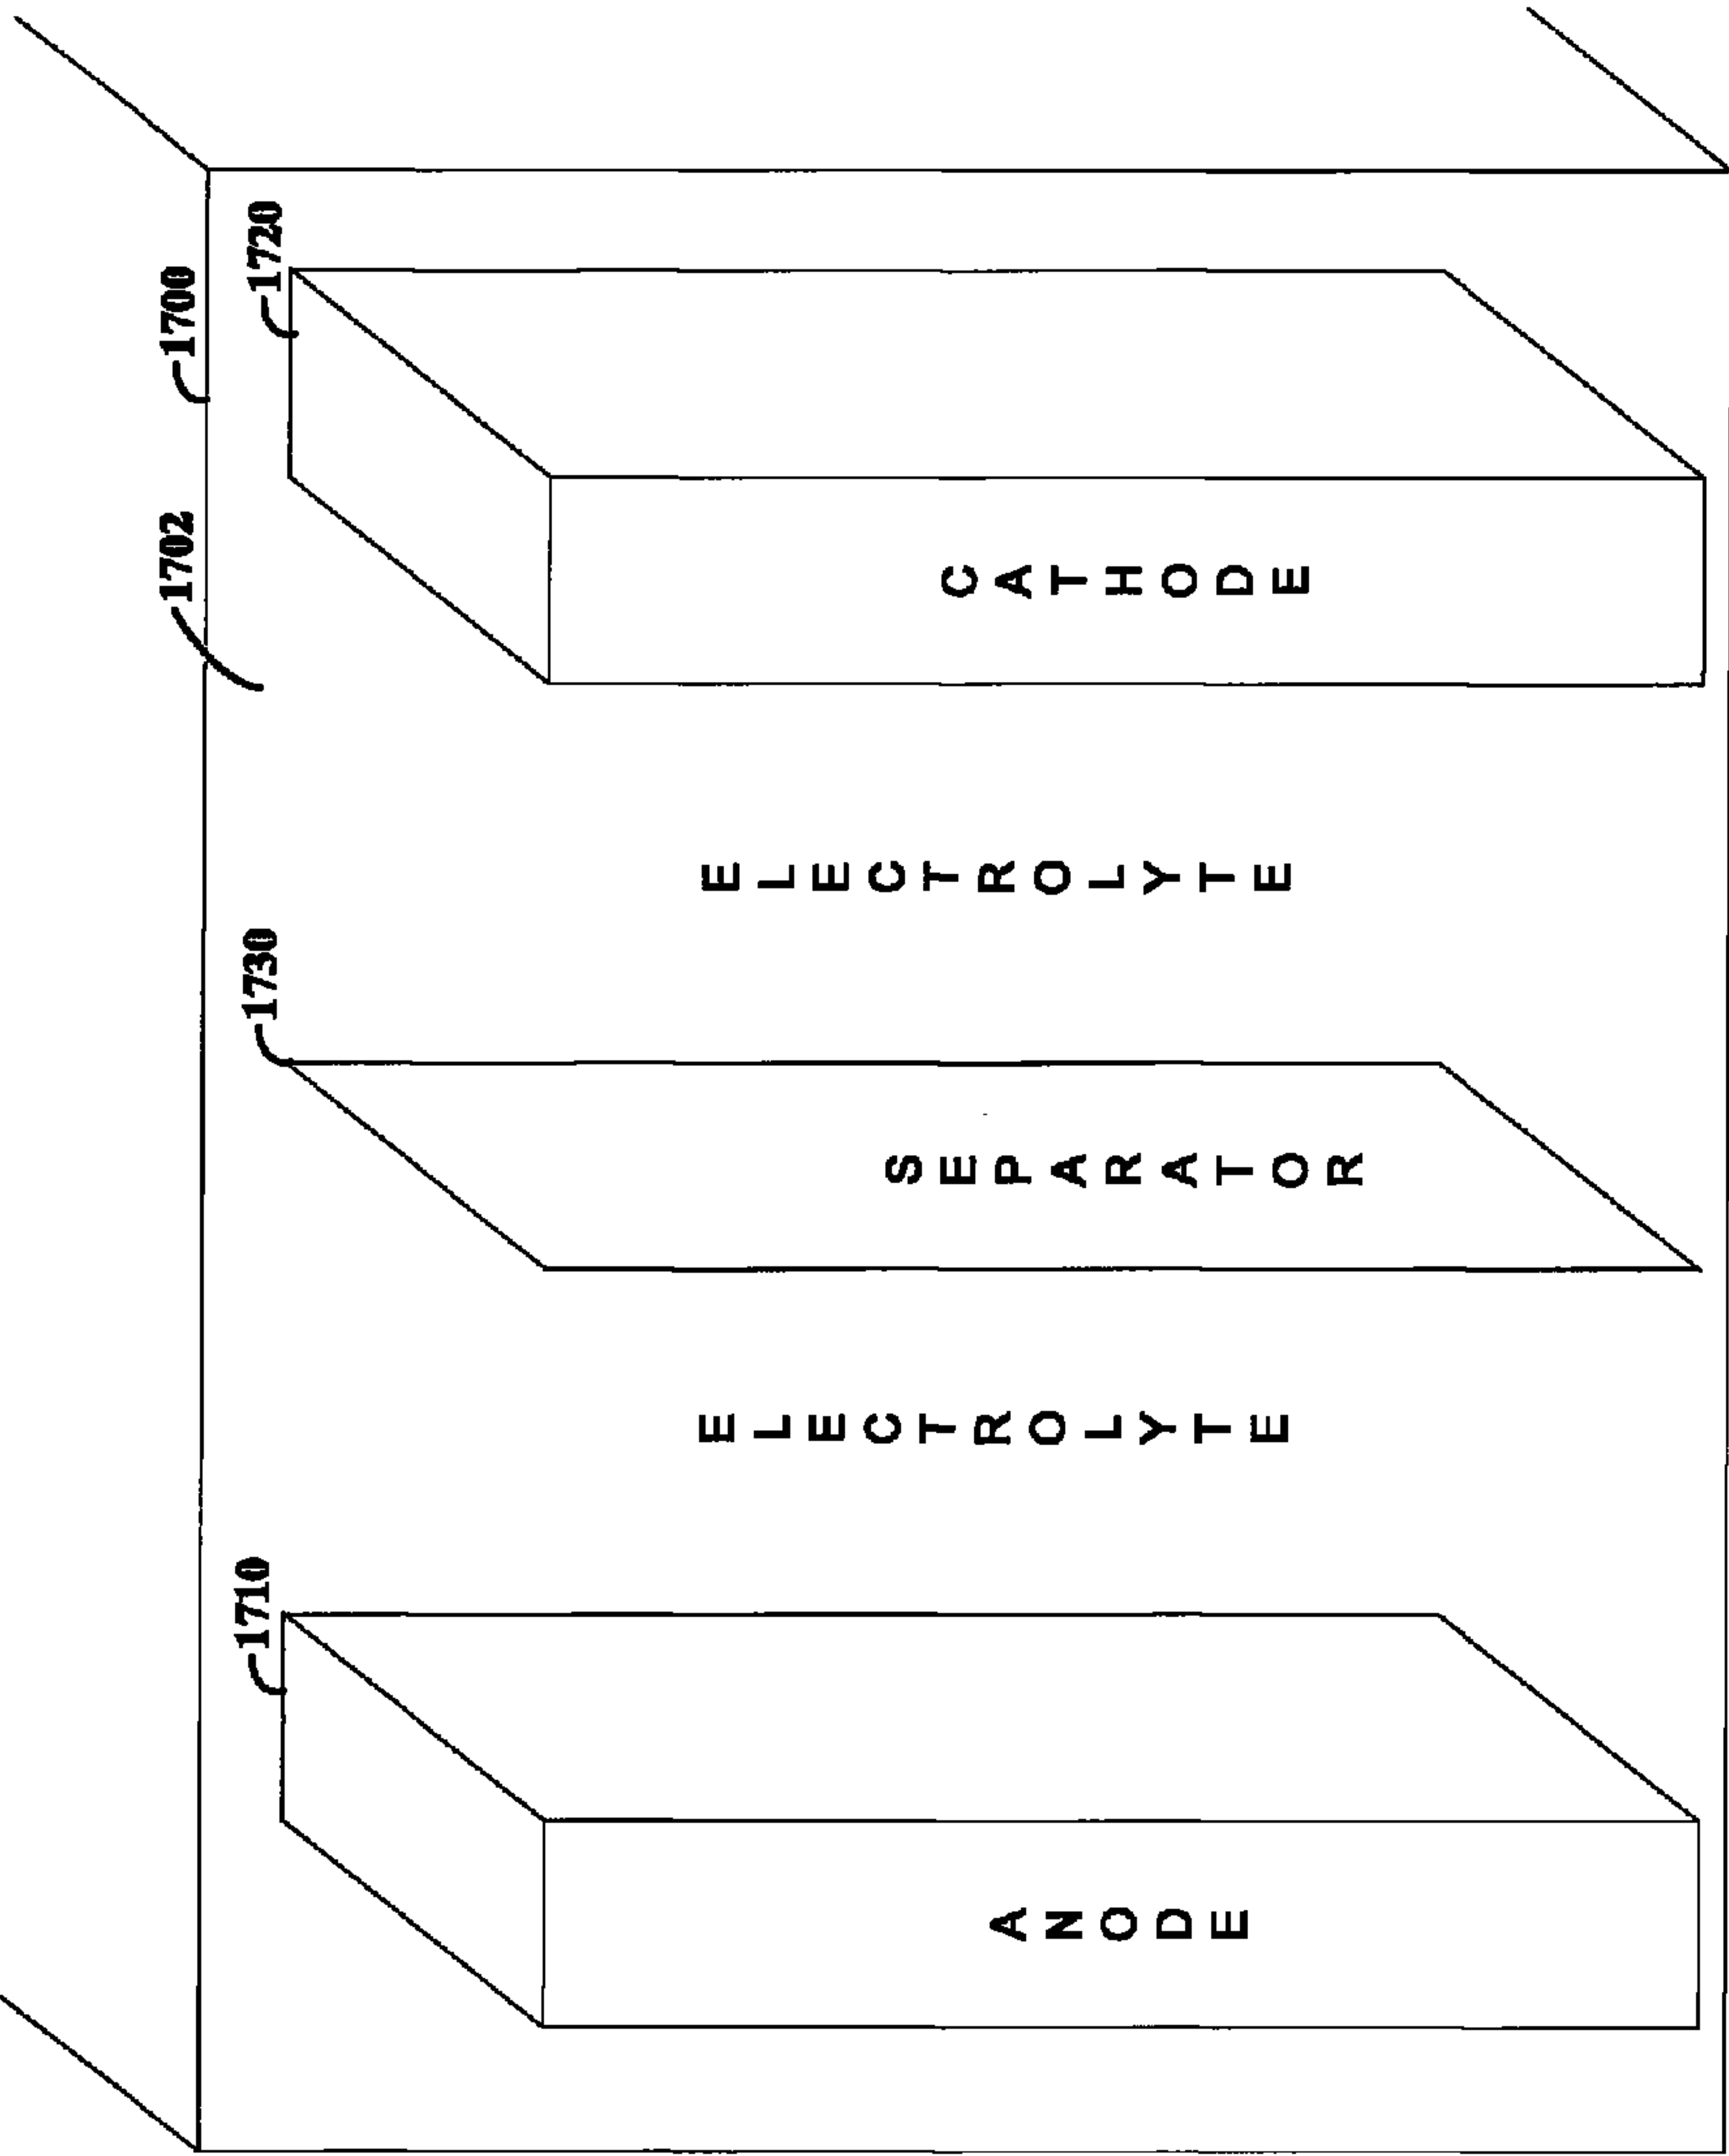 1702
1700
1710
1730
1720
ANODE
ELECTROLYTE
SEPARATOR
ELECTROLYTE
CATHODE